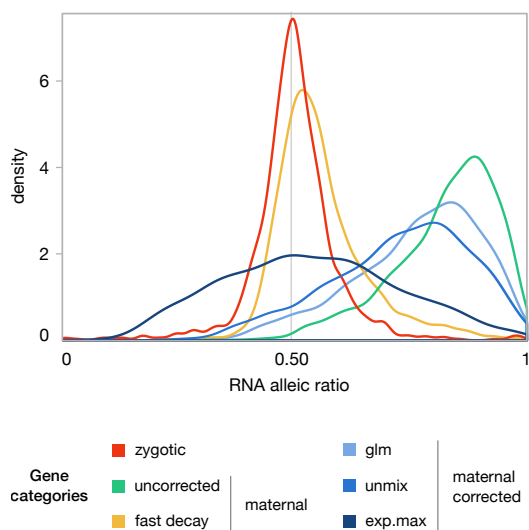 6
4
2
0
density
0
0.50
1
RNA alleic ratio
Gene
categories
zygotic
uncorrected
fast decay
maternal
glm
unmix
exp.max
maternal
corrected